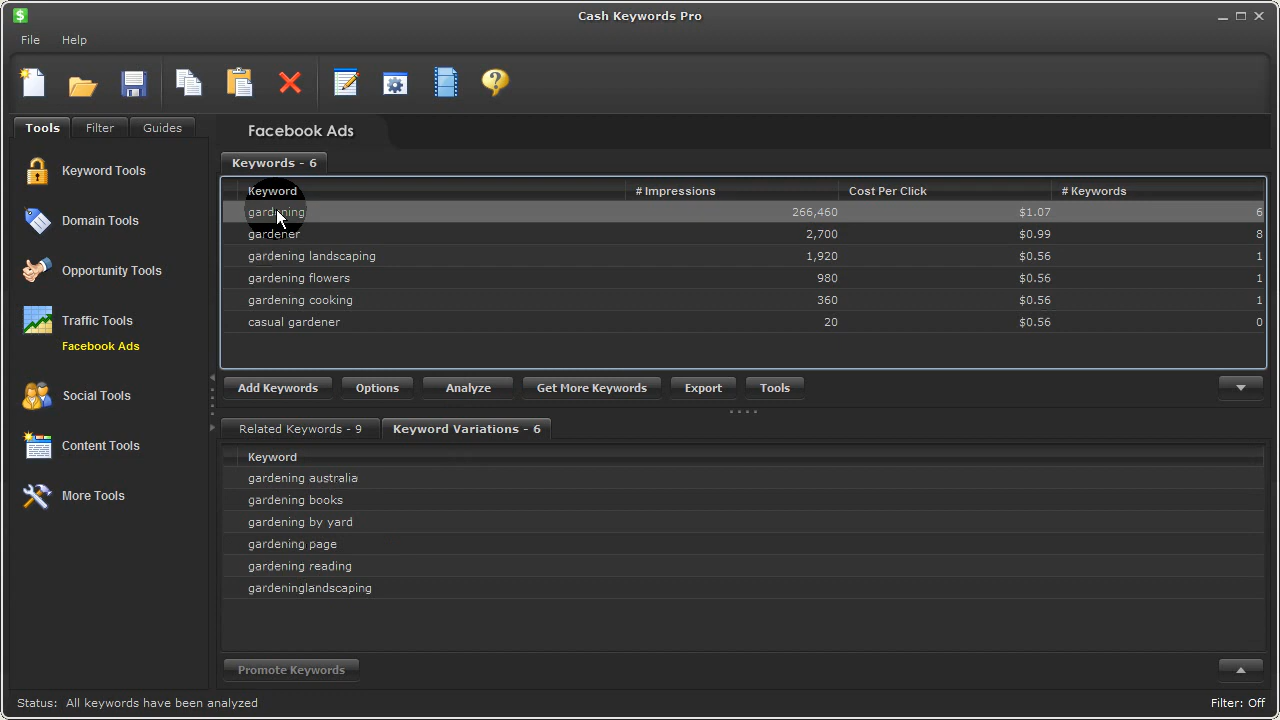 Cash Keywords Pro
File Help
Tools Filter Guides
Facebook Ads
Keyword Tools
Domain Tools
Opportunity Tools
Traffic Tools
Facebook Ads
Social Tools
Content Tools
More Tools
Keywords - 6
Keyword # Impressions Cost Per Click # Keywords
gardening 266,460 $1.07 6
gardener 2,700 $0.99 8
gardening landscaping 1,920 $0.56 1
gardening flowers 980 $0.56 1
gardening cooking 360 $0.56 1
casual gardener 20 $0.56 0
Add Keywords Options Analyze Get More Keywords Export Tools
Related Keywords - 9 Keyword Variations - 6
Keyword
gardening australia
gardening books
gardening by yard
gardening page
gardening reading
gardeninglandscaping
Promote Keywords
Status: All keywords have been analyzed Filter: Off